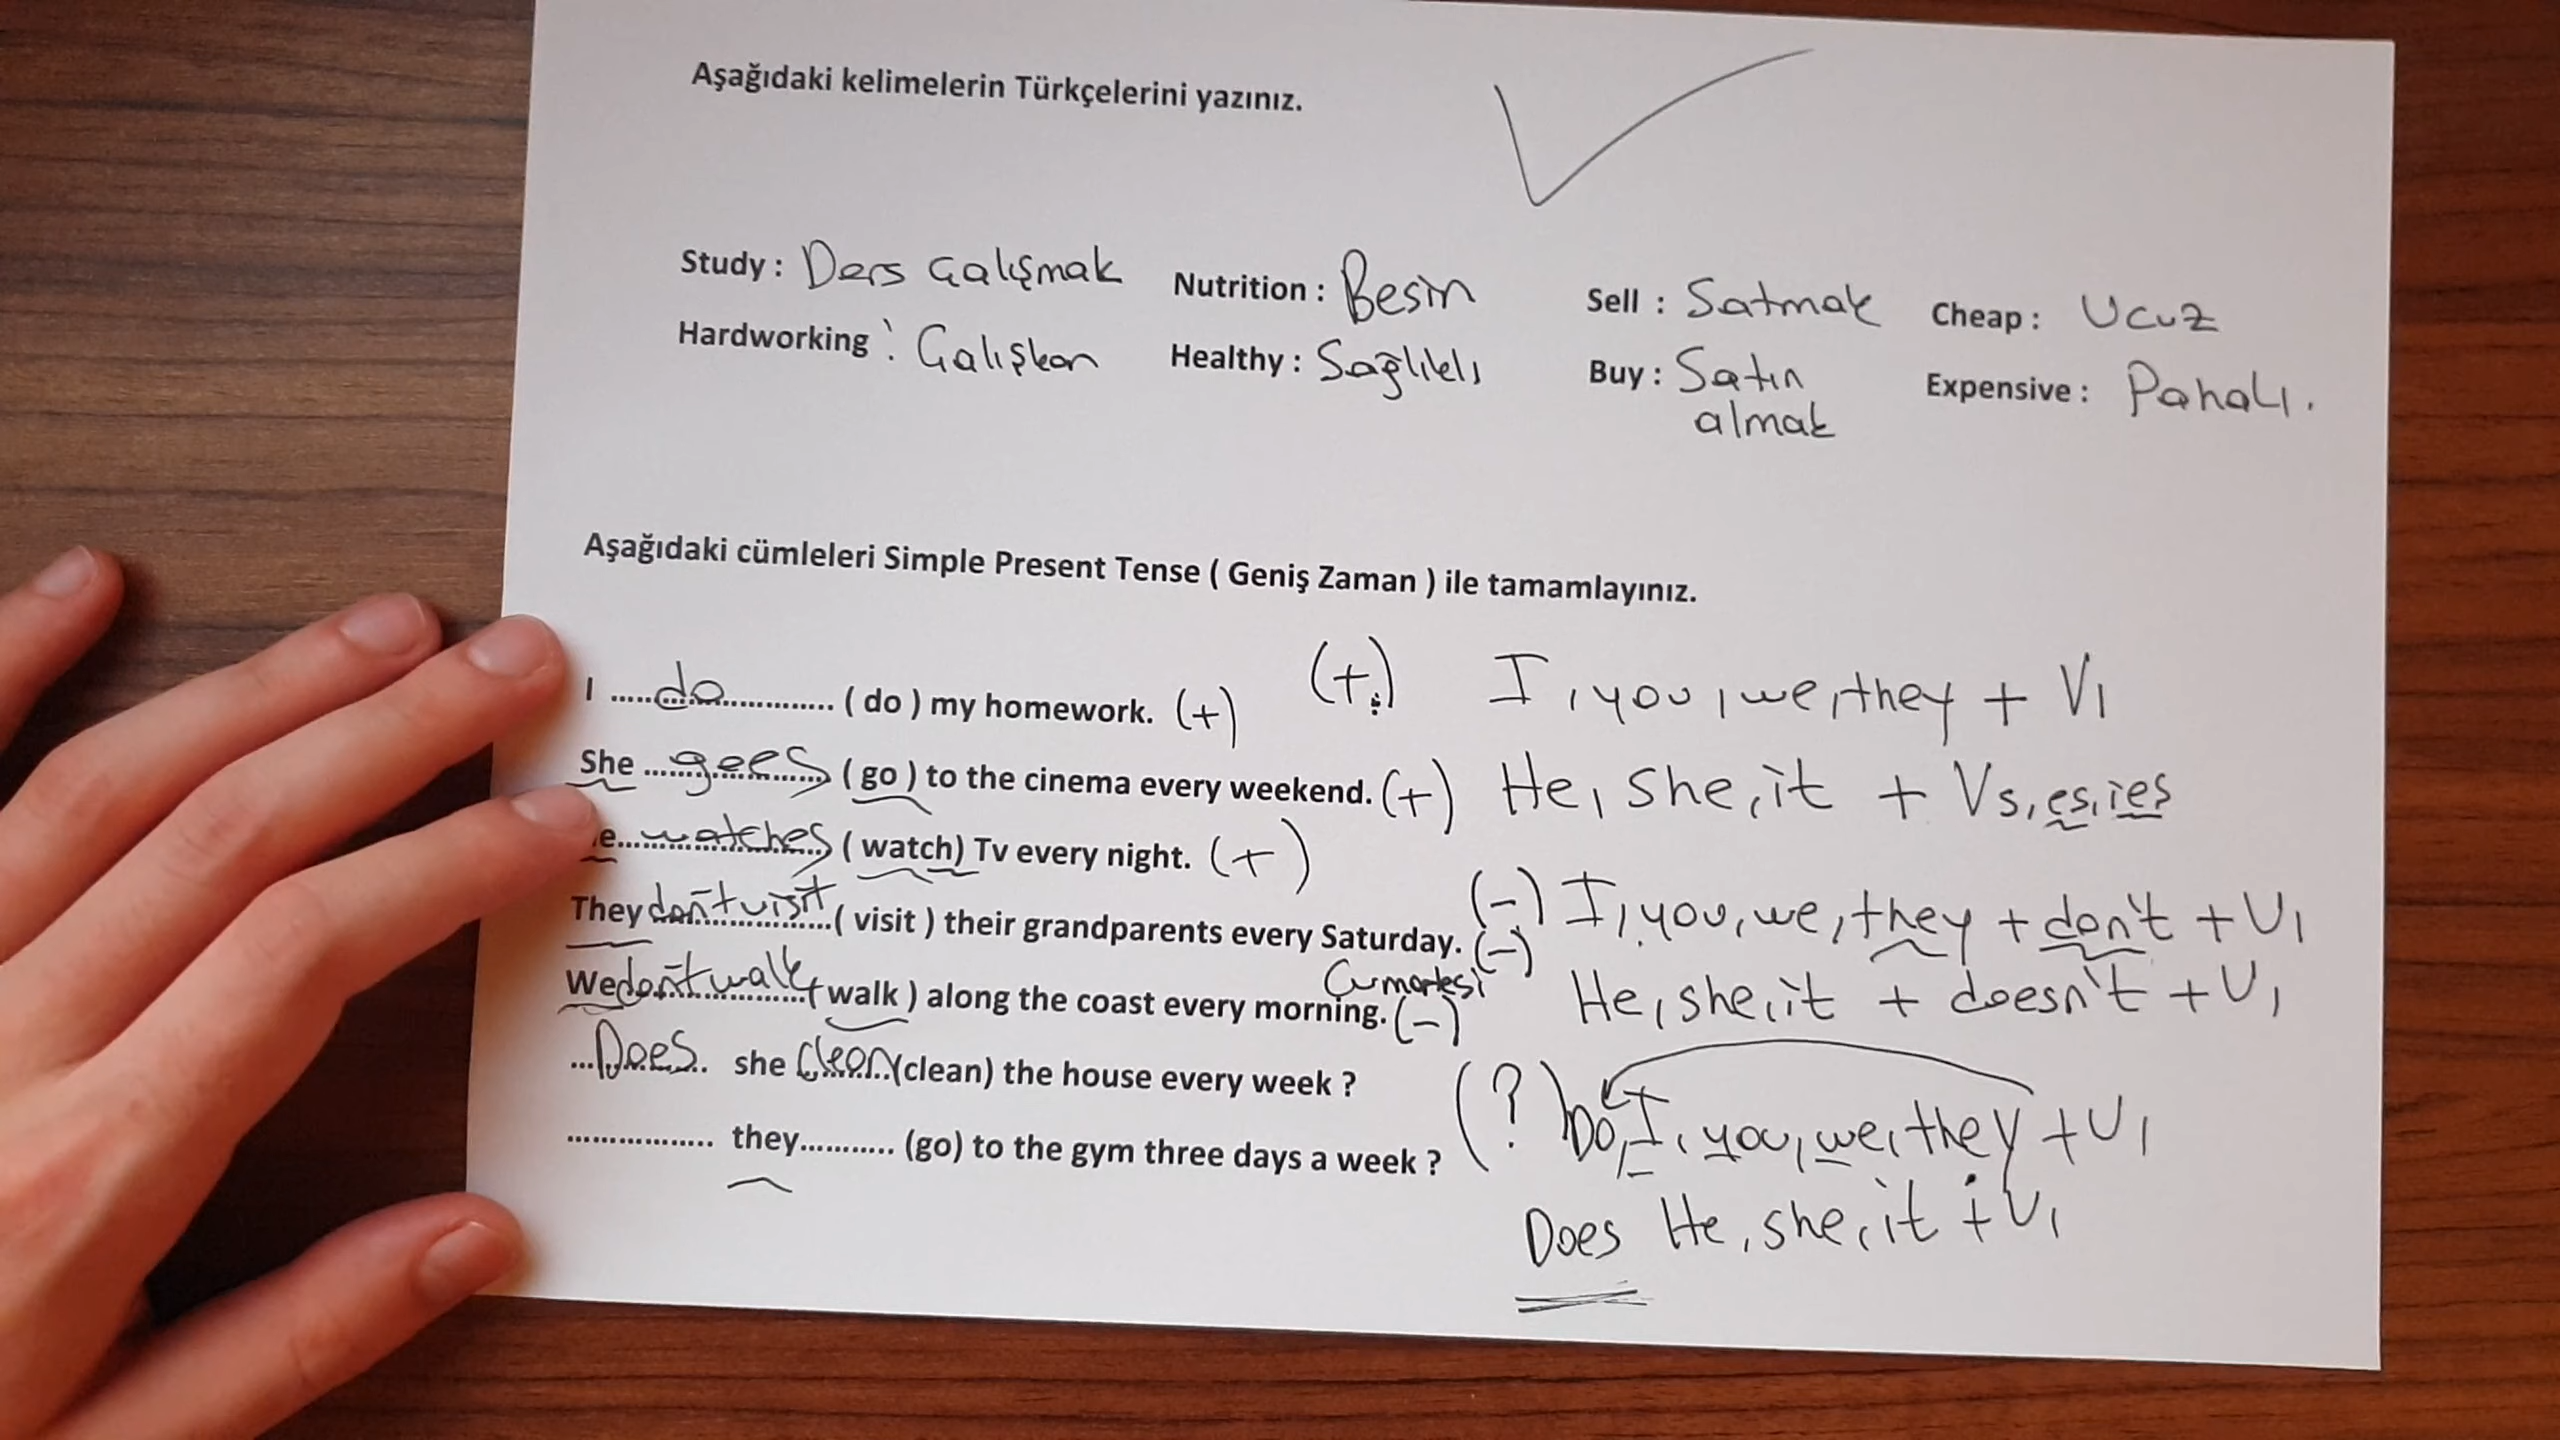 Aşağıdaki kelimelerin Türkçelerini yazınız.
Study : Ders Çalışmak Nutrition : Besin Sell : Satmak Cheap : Ucuz
Hardworking : Çalışkan Healthy : Sağlıklı Buy : Satın almak Expensive : Pahalı.
Aşağıdaki cümleleri Simple Present Tense ( Geniş Zaman ) ile tamamlayınız.
I .....do............. ( do ) my homework. (+) (+) I, you, we, they + V1
She ...goes... ( go ) to the cinema every weekend. (+) He, she, it + Vs, es, ies
e...watches... ( watch) Tv every night. (+)
They don't visit ( visit ) their grandparents every Saturday. (-) (-) I, you, we, they + don't + V1
Cumartesi
We don't walk ( walk ) along the coast every morning. (-) He, she, it + doesn't + V1
...Does.. she clean (clean) the house every week ? (?) Do, I, you, we, they + V1
................. they........... (go) to the gym three days a week ?
Does He, she, it + V1